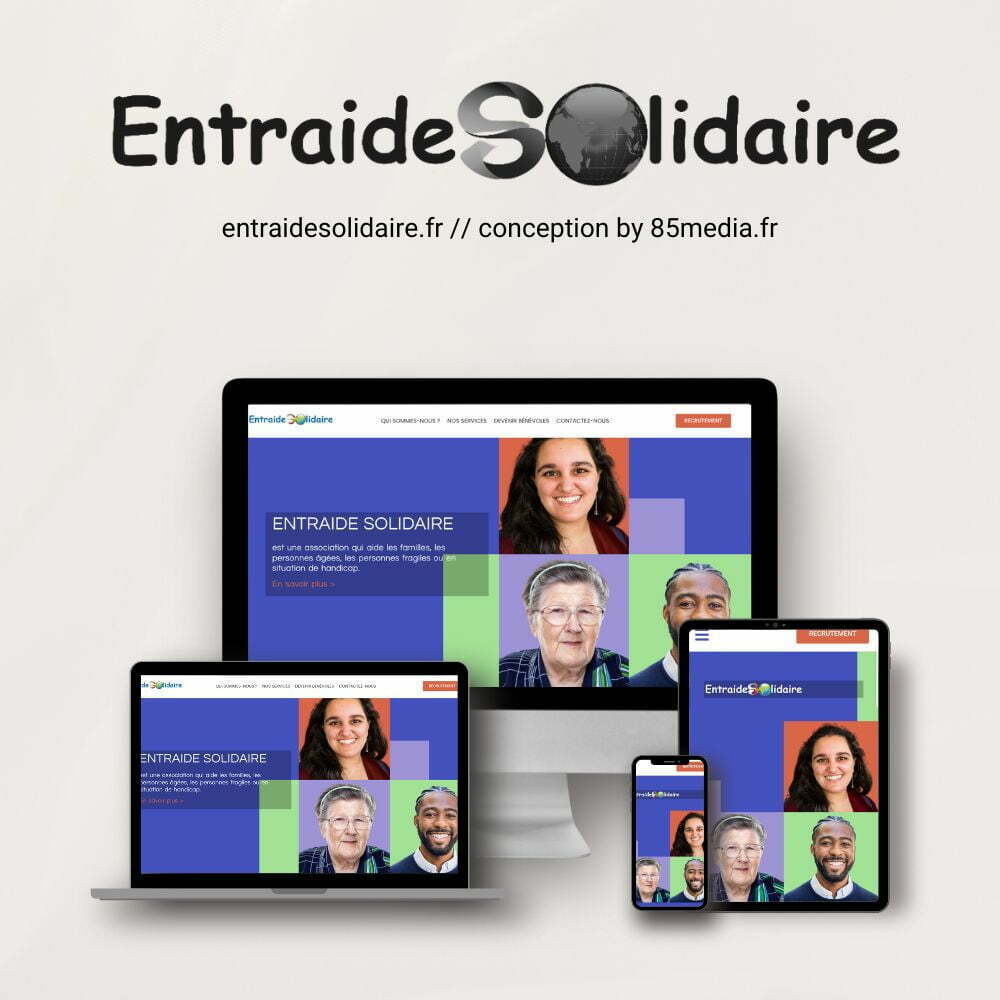 EntraideSOlidaire
entraidesolidaire.fr // conception by 85media.fr
EntraideSOlidaire
QUI SOMMES-NOUS ? NOS SERVICES DEVENIR BÉNÉVOLES CONTACTEZ-NOUS
RECRUTEMENT
ENTRAIDE SOLIDAIRE
est une association qui aide les familles, les
personnes âgées, les personnes fragiles ou en
situation de handicap.
En savoir plus >
RECRUTEMENT
EntraideSOlidaire
de SOlidaire
QUI SOMMES-NOUS ? NOS SERVICES DEVENIR BÉNÉVOLES CONTACTEZ-NOUS
RECRUTEMENT
ENTRAIDE SOLIDAIRE
est une association qui aide les familles, les
personnes âgées, les personnes fragiles ou en
situation de handicap.
savoir plus >
ntraideSOlidaire